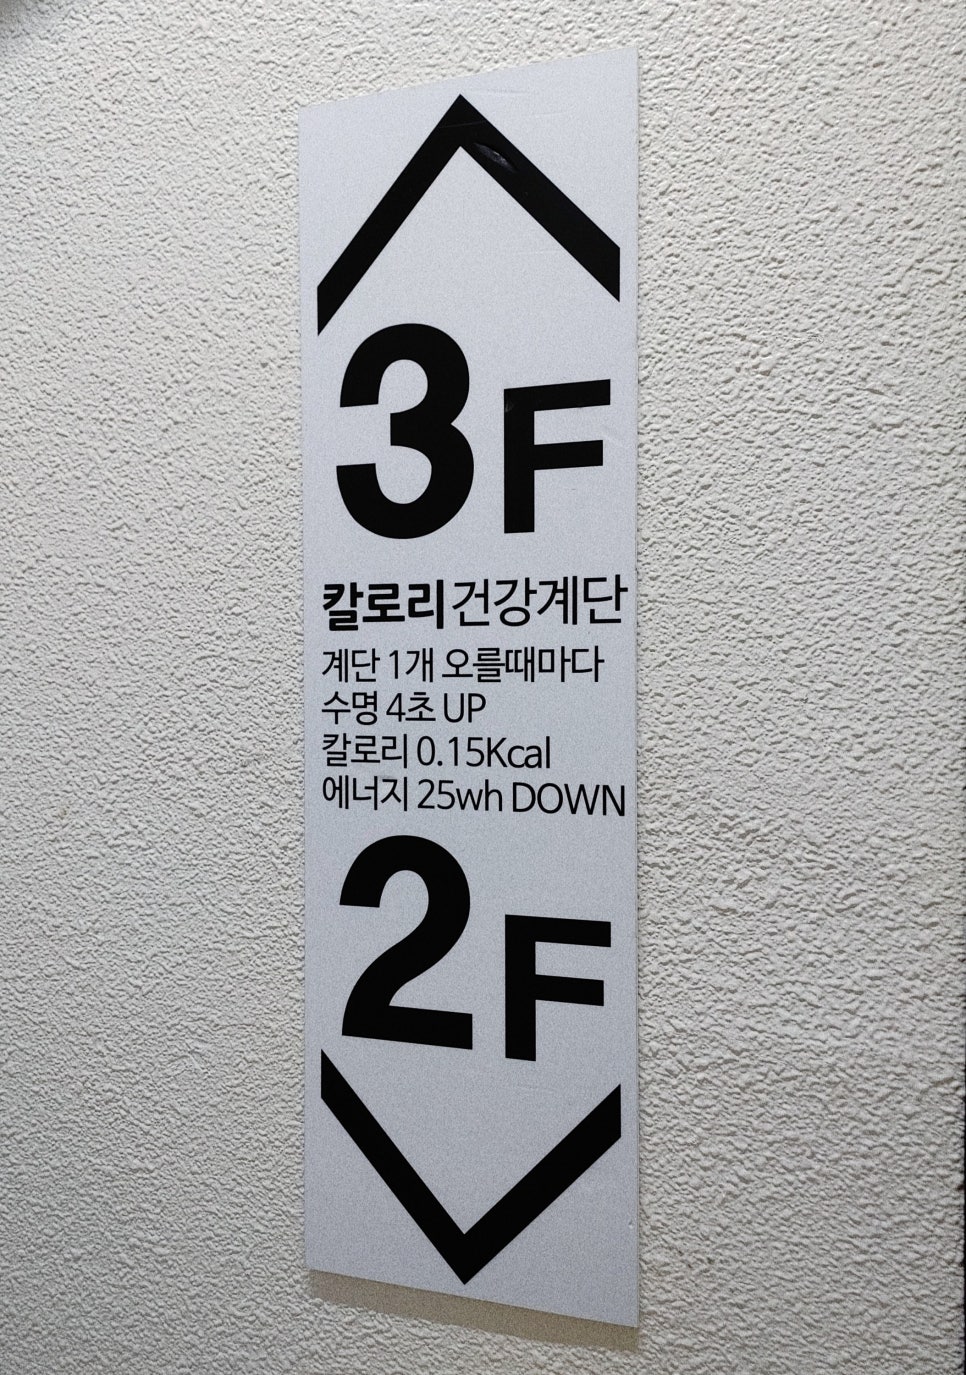 3F
칼로리건강계단
계단 1개 오를때마다
수명 4초 UP
칼로리 0.15Kcal
에너지 25wh DOWN
2F